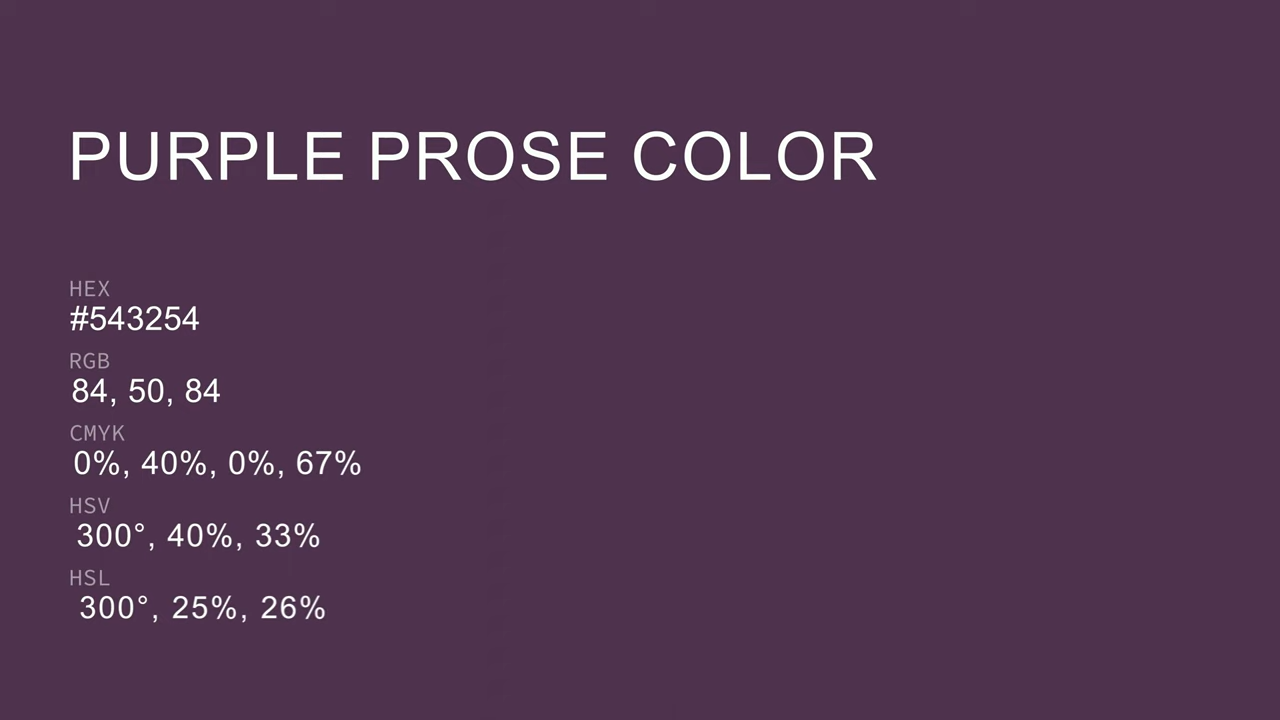 PURPLE PROSE COLOR
HEX
#543254
RGB
84, 50, 84
CMYK
0%, 40%, 0%, 67%
HSV
300°, 40%, 33%
HSL
300°, 25%, 26%